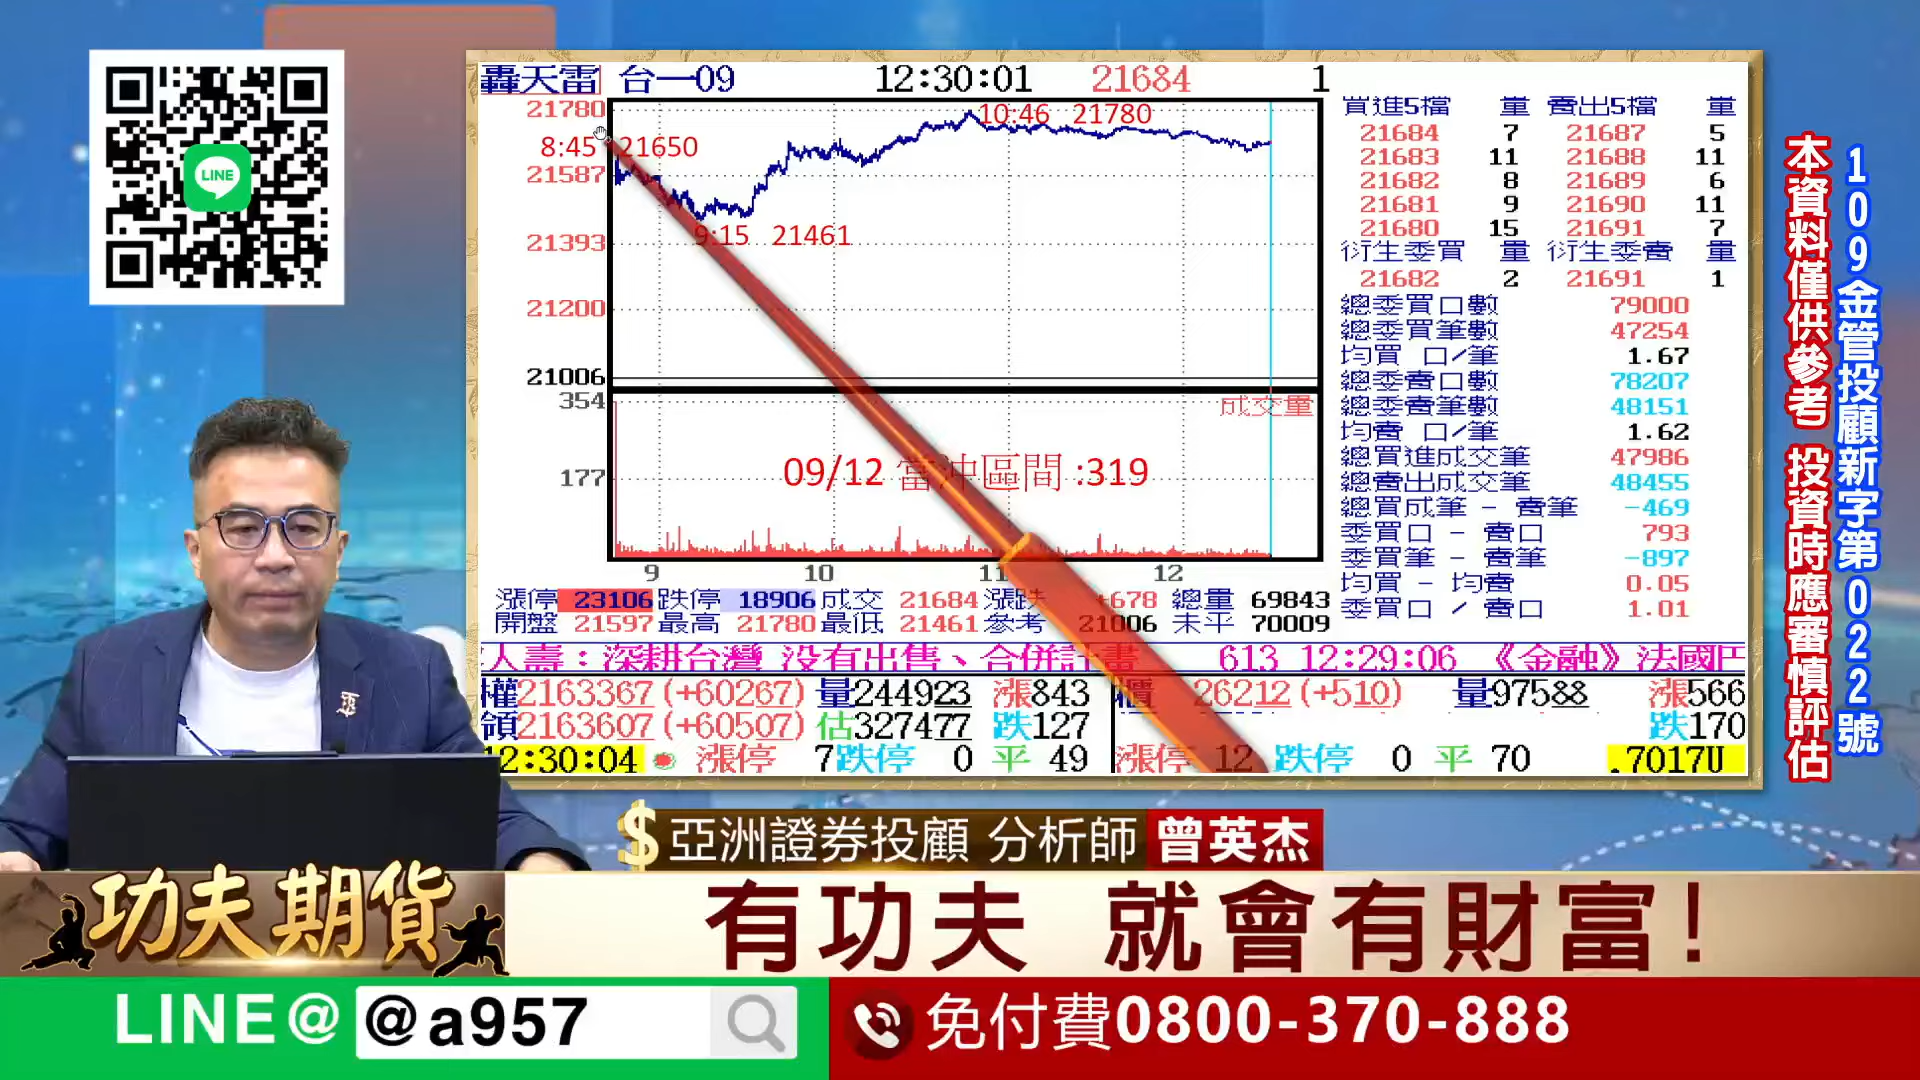 轟天雷 台一09 12:30:01 21684 1
21780
8:45 21650
21587
21393
21200
21006
354
177
10:46 21780
9:15 21461
成交量
09/12 當沖區間 :319
9 10 11 12
買進5檔 量 賣出5檔 量
21684 7 21687 5
21683 11 21688 11
21682 8 21689 6
21681 9 21690 11
21680 15 21691 7
衍生委買 量 衍生委賣 量
21682 2 21691 1
總委買口數 79000
總委買筆數 47254
均買 口/筆 1.67
總委賣口數 78207
總委賣筆數 48151
均賣 口/筆 1.62
總買進成交筆 47986
總賣出成交筆 48455
總買成筆 - 賣筆 -469
委買口 - 賣口 793
委買筆 - 賣筆 -897
均買 - 均賣 0.05
委買口 / 賣口 1.01
漲停 23106 跌停 18906 成交 21684 漲跌 +678 總量 69843
開盤 21597 最高 21780 最低 21461 參考 21006 未平 70009
人壽：深耕台灣 没有出售、合併計畫 613 12:29:06 《金融》法國巴
權2163367 (+60267) 量244923 漲843 櫃 26212 (+510) 量97588 漲566
領2163607 (+60507) 估327477 跌127 跌170
12:30:04 漲停 7 跌停 0 平 49 漲停 12 跌停 0 平 70 .7017U
本資料僅供參考 投資時應審慎評估
109金管投顧新字第022號
LINE
$ 亞洲證券投顧 分析師 曾英杰
功夫期貨
有功夫 就會有財富!
LINE@ @a957
免付費0800-370-888